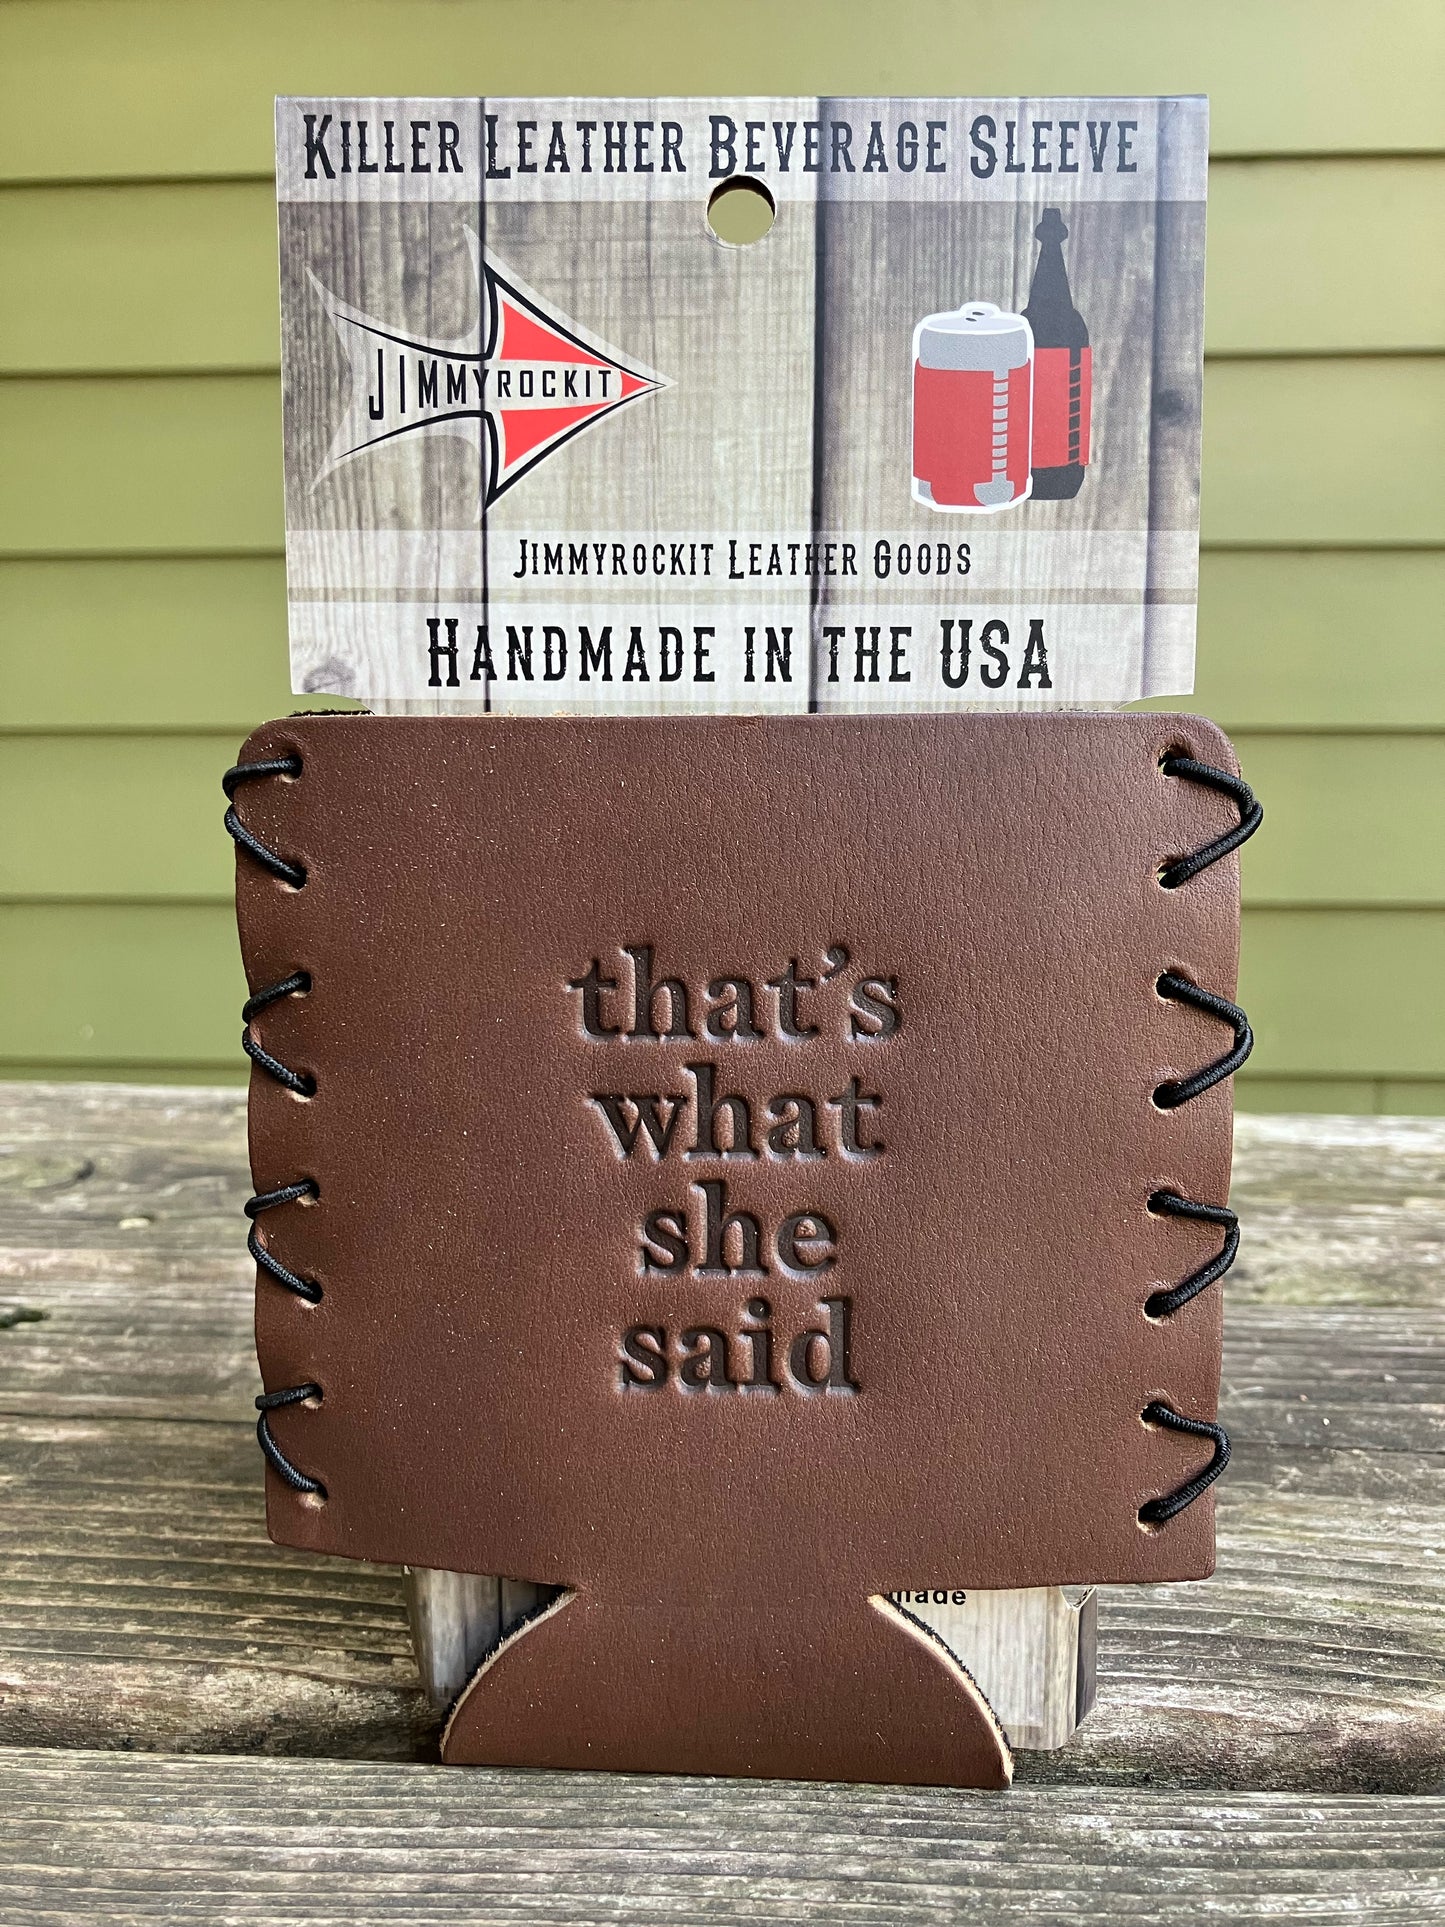 Killer Leather Beverage Sleeve
Jimmyrockit
Jimmyrockit Leather Goods
Handmade in the USA
that's
what
she
said